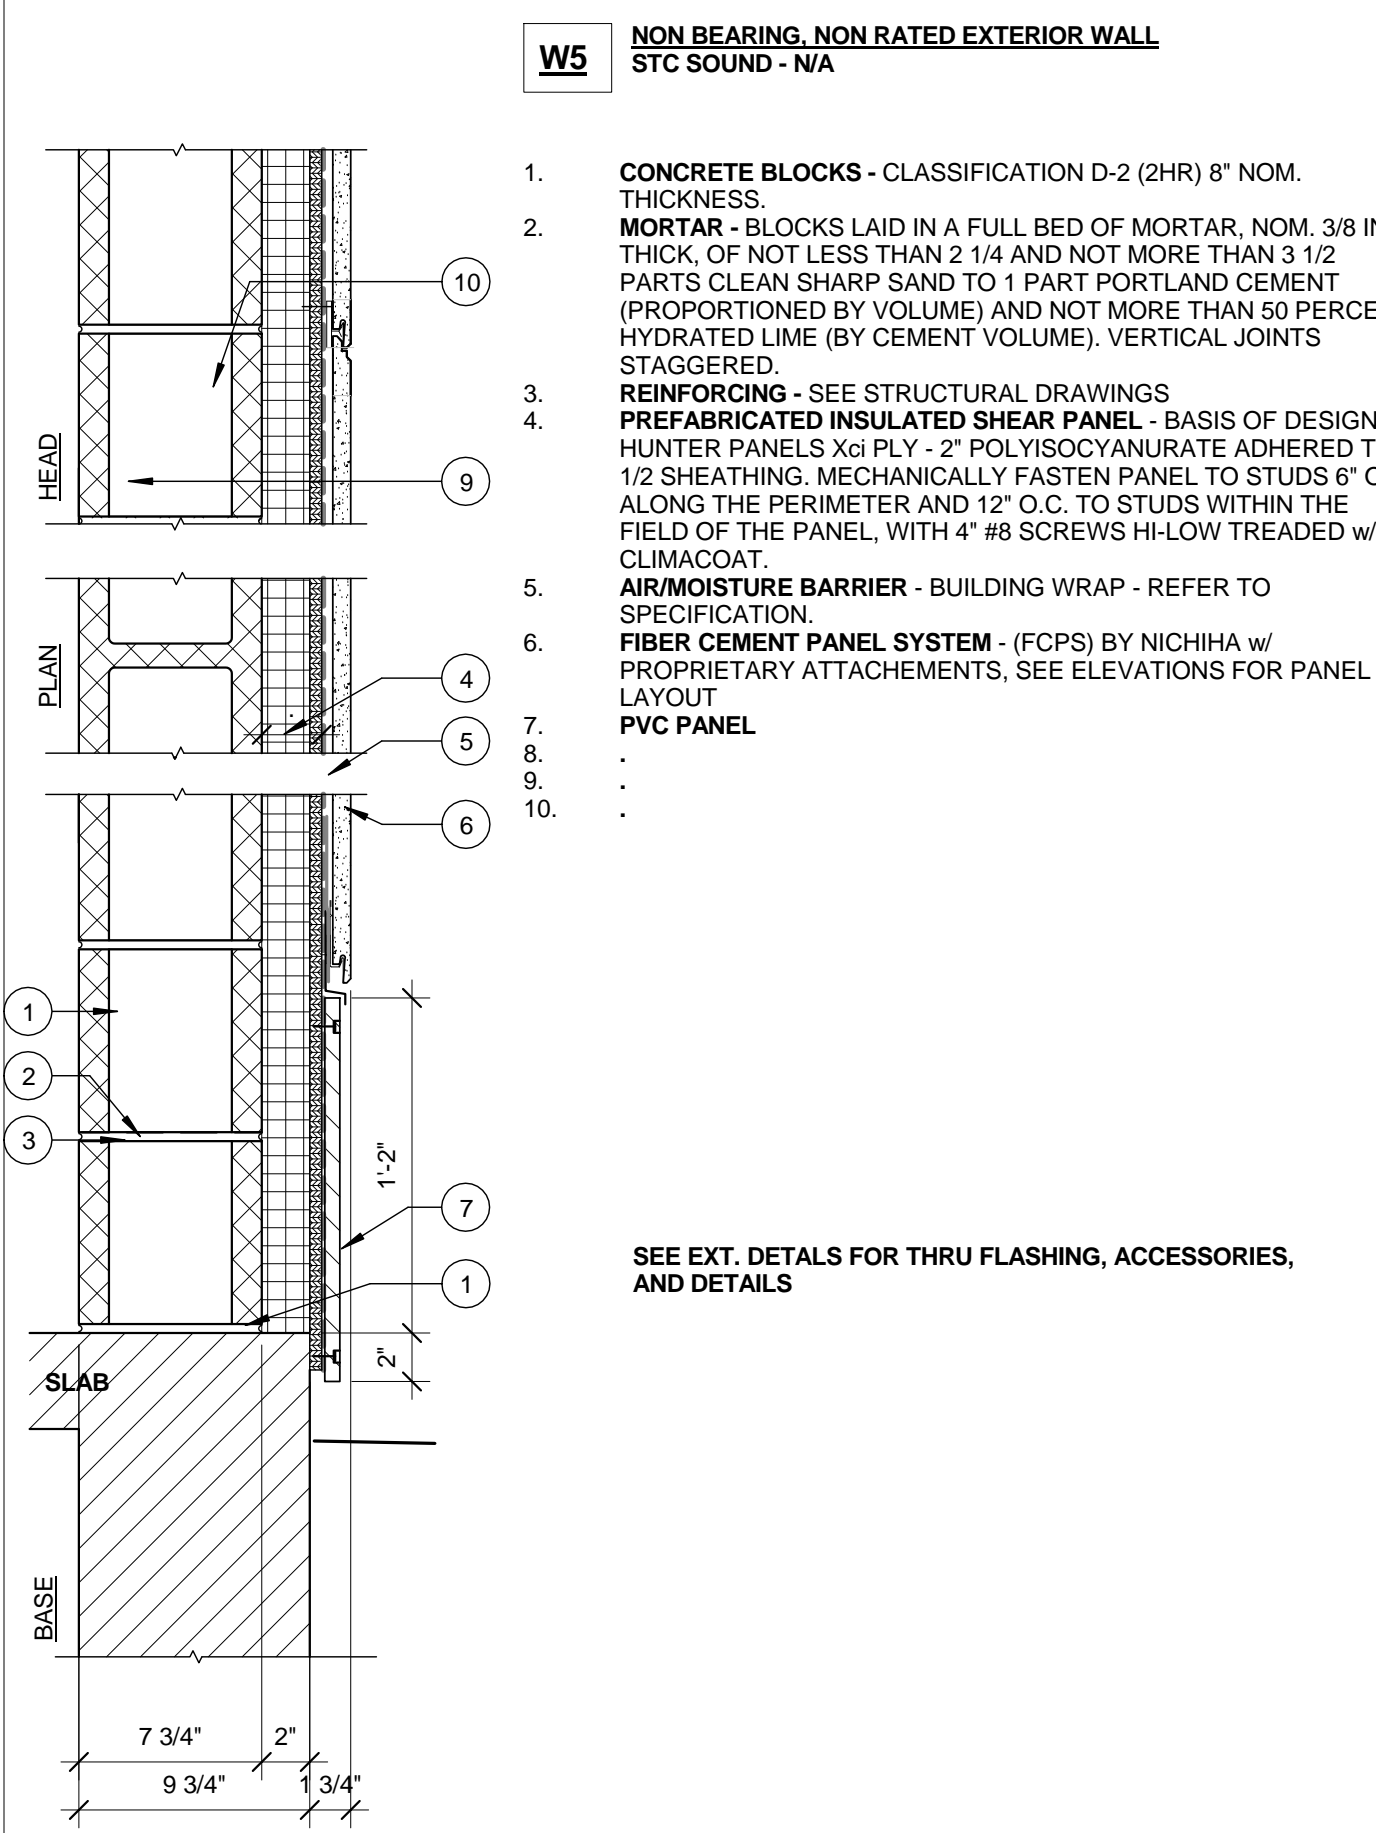 W5
NON BEARING, NON RATED EXTERIOR WALL
STC SOUND - N/A
1. CONCRETE BLOCKS - CLASSIFICATION D-2 (2HR) 8" NOM.
THICKNESS.
2. MORTAR - BLOCKS LAID IN A FULL BED OF MORTAR, NOM. 3/8
THICK, OF NOT LESS THAN 2 1/4 AND NOT MORE THAN 3 1/2
PARTS CLEAN SHARP SAND TO 1 PART PORTLAND CEMENT
(PROPORTIONED BY VOLUME) AND NOT MORE THAN 50
HYDRATED LIME (BY CEMENT VOLUME). VERTICAL JOINTS
STAGGERED.
3. REINFORCING - SEE STRUCTURAL DRAWINGS
4. PREFABRICATED INSULATED SHEAR PANEL - BASIS OF DESIGN
HUNTER PANELS Xci PLY - 2" POLYISOCYANURATE ADHERED
1/2 SHEATHING. MECHANICALLY FASTEN PANEL TO STUDS 6"
ALONG THE PERIMETER AND 12" O.C. TO STUDS WITHIN THE
FIELD OF THE PANEL, WITH 4" #8 SCREWS HI-LOW TREADED w/
CLIMACOAT.
5. AIR/MOISTURE BARRIER - BUILDING WRAP - REFER TO
SPECIFICATION.
6. FIBER CEMENT PANEL SYSTEM - (FCPS) BY NICHIHA w/
PROPRIETARY ATTACHEMENTS, SEE ELEVATIONS FOR PANEL
LAYOUT
7. PVC PANEL
8. .
9. .
10. .
HEAD
10
9
PLAN
4
5
6
1
2
3
1'-2"
7
1
2"
SLAB
BASE
7 3/4"
2"
9 3/4"
1 3/4"
SEE EXT. DETALS FOR THRU FLASHING, ACCESSORIES,
AND DETAILS